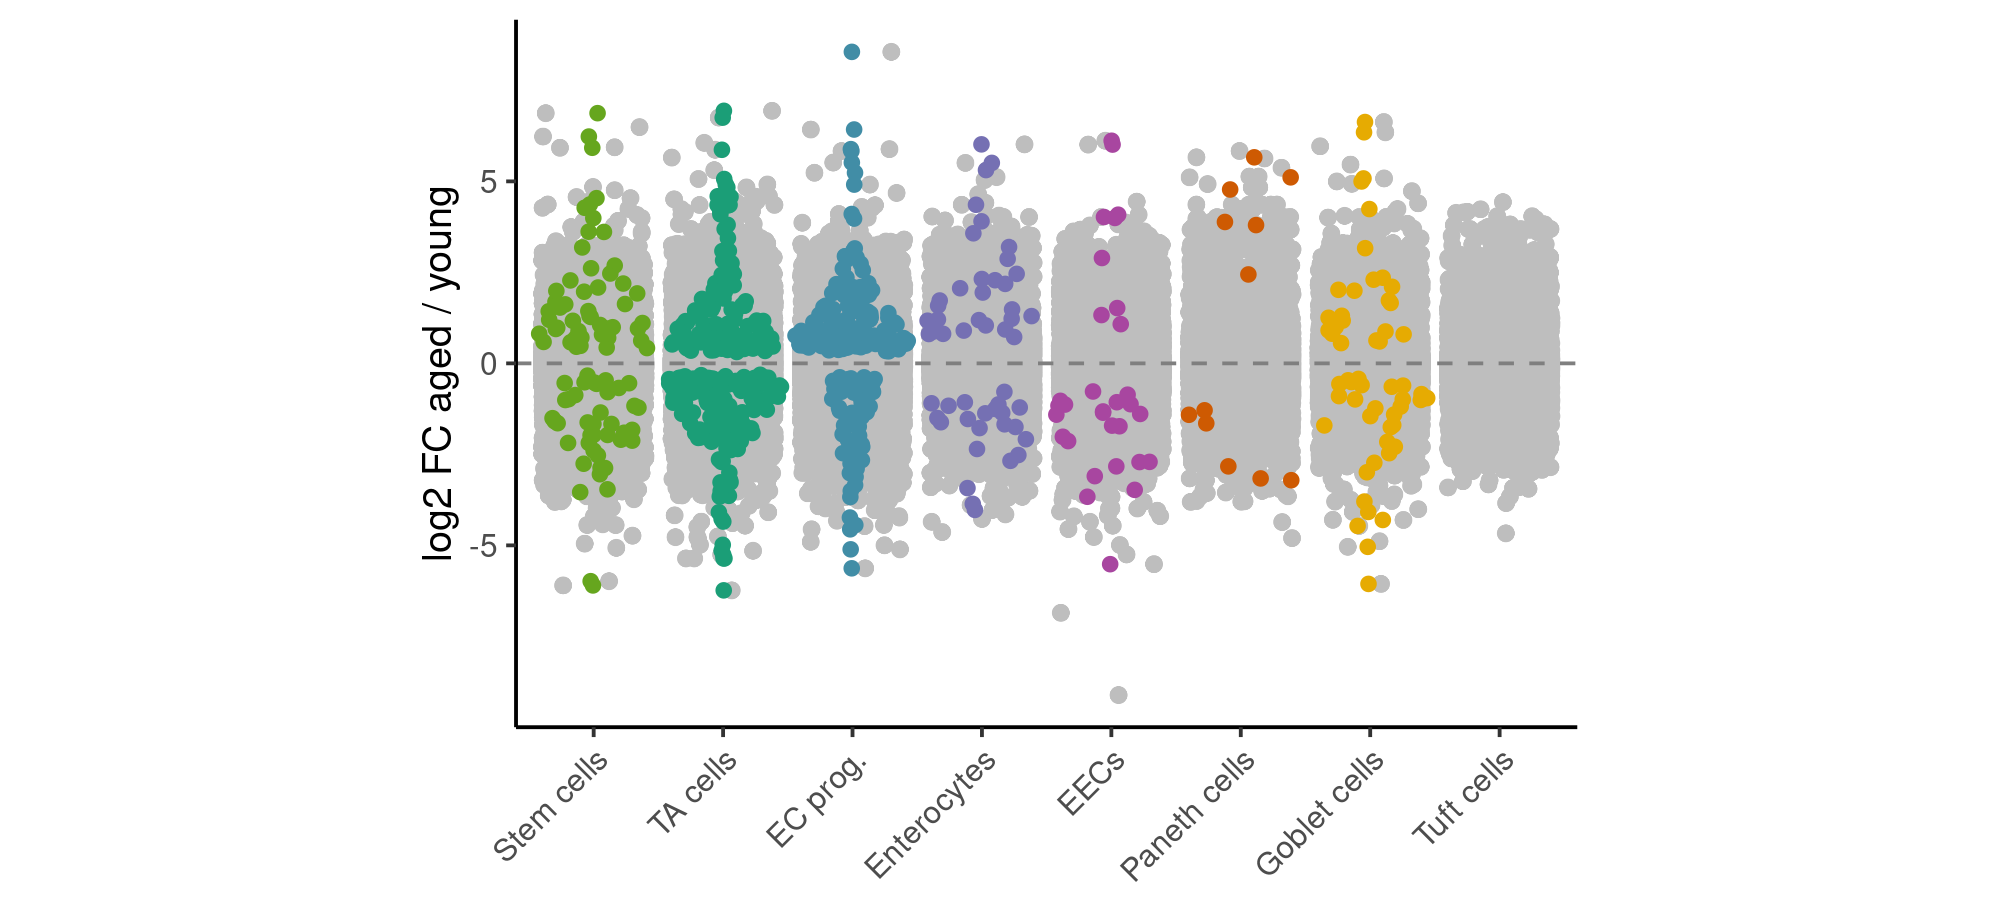 log2 FC aged / young
5
0
-5
Stem cells
TA cells
EC prog.
Enterocytes
EECs
Paneth cells
Goblet cells
Tuft cells